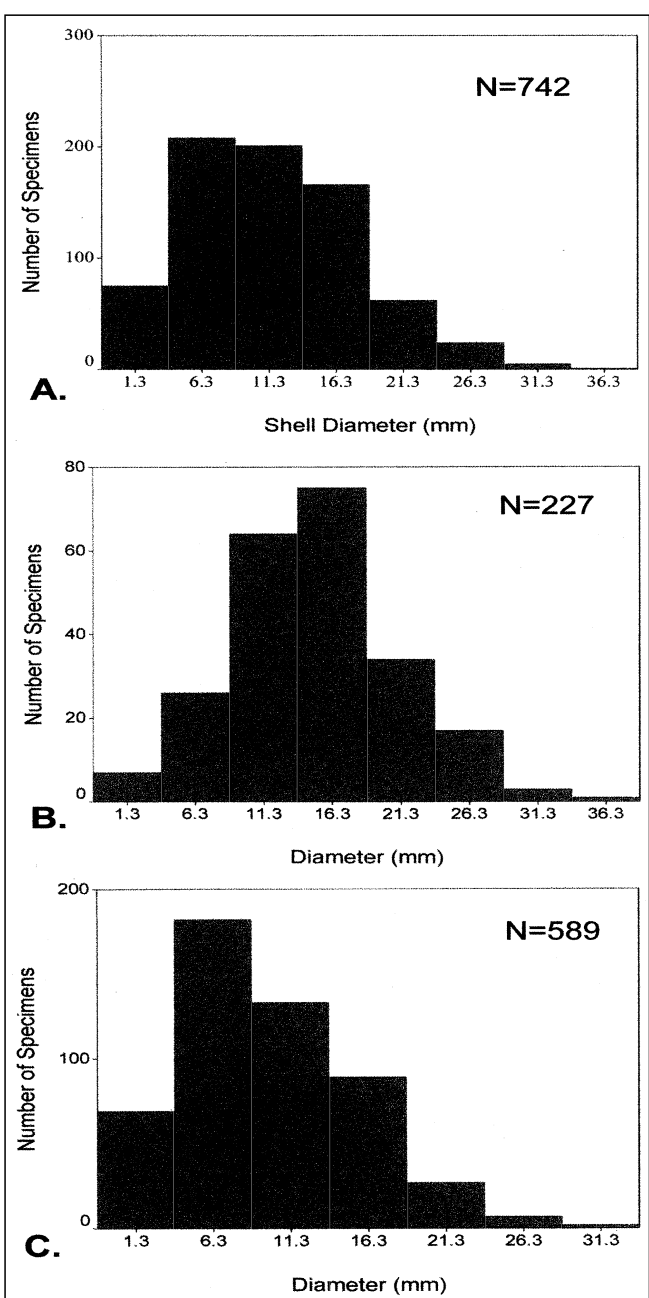 300
N=742
200
100
0
Number of Specimens
A.
1.3 6.3 11.3 16.3 21.3 26.3 31.3 36.3
Shell Diameter (mm)
80
N=227
60
40
20
0
Number of Specimens
B.
1.3 6.3 11.3 16.3 21.3 26.3 31.3 36.3
Diameter (mm)
200
N=589
100
0
Number of Specimens
C.
1.3 6.3 11.3 16.3 21.3 26.3 31.3
Diameter (mm)